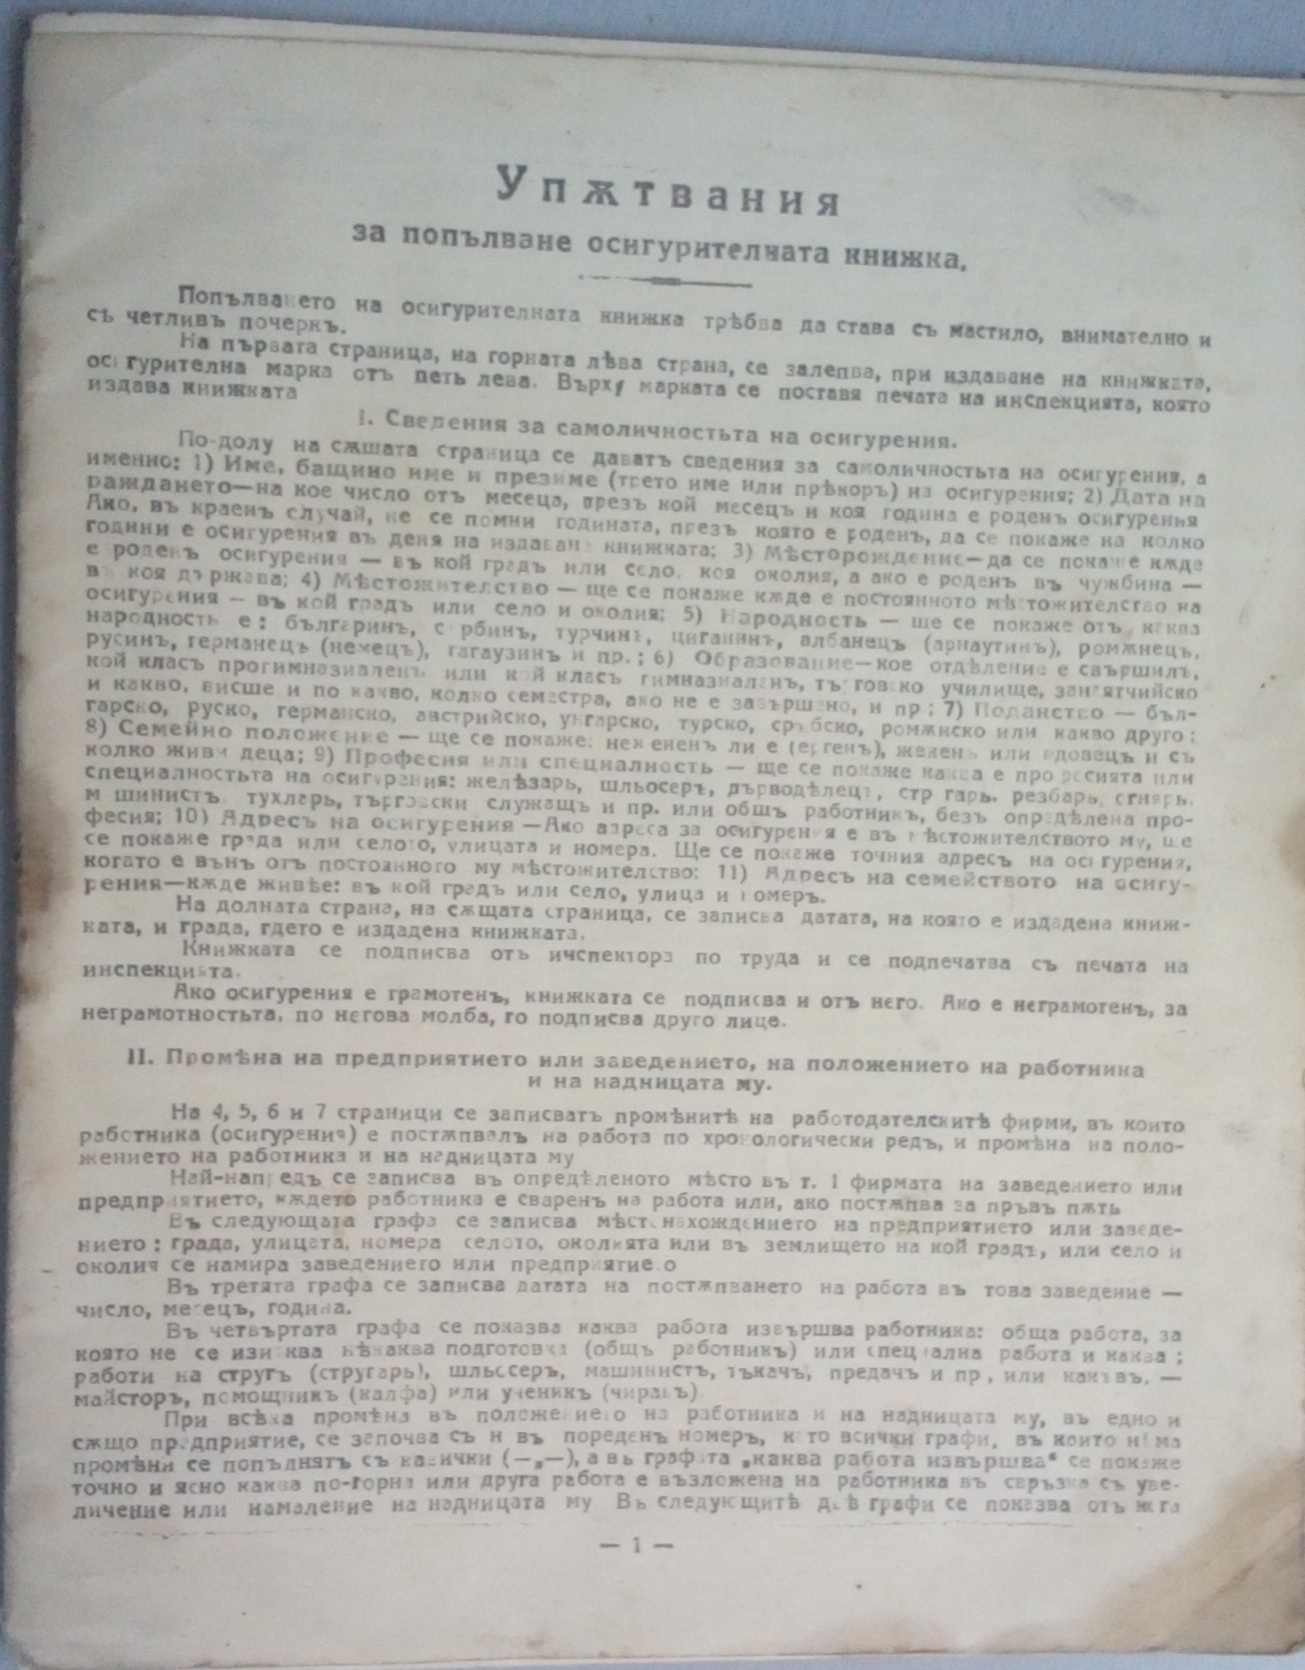 Упѫтвания
за попълване осигурителната книжка.
Попълването на осигурителната книжка трѣбва да става съ мастило, внимателно и
съ четливъ почеркъ.
На първата страница, на горната лѣва страна, се залепва, при издаване на книжката,
осигурителна марка отъ петь лева. Върху марката се поставя печата на инспекцията, която
издава книжката
I. Сведения за самоличностьта на осигурения.
По-долу на сѫшата страница се даватъ сведения за самоличностьта на осигурения, а
именно: 1) Име, бащино име и презиме (трето име или прѣкоръ) на осигурения; 2) Дата на
раждането—на кое число отъ месеца, презъ кой месецъ и коя година е роденъ осигурения
Ако, въ краенъ случай, не се помни годината, презъ която е роденъ, да се покаже на колко
години е осигурения въ деня на издаване книжката; 3) Мѣсторождение—да се покаже кѫде
е роденъ осигурения — въ кой градъ или село, коя околия, а ако е роденъ въ чужбина —
въ коя държава; 4) Мѣстожителство — ще се покаже кѫде е постоянното мѣстожителство на
осигурения — въ кой градъ или село и околия; 5) Народность — ще се покаже отъ каква
народность е: българинъ, сърбинъ, турчинъ, циганинъ, албанецъ (арнаутинъ), ромѫнецъ,
русинъ, германецъ (немецъ), гагаузинъ и пр.; 6) Образование—кое отдѣление е свършилъ,
кой класъ прогимназиаленъ или кой класъ гимназиаленъ, търговско училище, занаятчийско
и какво, висше и по какво, колко семестра, ако не е завършено, и пр; 7) Поданство — бъл-
гарско, руско, германско, австрийско, унгарско, турско, сръбско, ромѫнско или какво друго;
8) Семейно положение — ще се покаже: нежененъ ли е (ергенъ), жененъ или вдовецъ и съ
колко живи деца; 9) Професия или специалность — ще се покаже каква е професията или
специалностьта на осигурения: желѣзарь, шльосеръ, дърводѣлецъ, стругарь, резбарь, огнярь,
машинистъ, тухларь, търговски служащъ и пр. или общъ работникъ, безъ опредѣлена про-
фесия; 10) Адресъ на осигурения —Ако адреса за осигурения е въ мѣстожителството му, ще
се покаже града или селото, улицата и номера. Ще се покаже точния адресъ на осигурения,
когато е вънъ отъ постоянного му мѣстожителство; 11) Адресъ на семейството на осигу-
рения—кѫде живѣе: въ кой градъ или село, улица и номеръ.
На долната страна, на сѫщата страница, се записва датата, на която е издадена книж-
ката, и града, гдето е издадена книжката.
Книжката се подписва отъ инспектора по труда и се подпечатва съ печата на
инспекцията.
Ако осигурения е грамотенъ, книжката се подписва и отъ него. Ако е неграмотенъ, за
неграмотностьта, по негова молба, го подписва друго лице.
II. Промѣна на предприятието или заведението, на положението на работника
и на надницата му.
На 4, 5, 6 и 7 страници се записватъ промѣнитѣ на работодателскитѣ фирми, въ които
работника (осигурения) е постѫпвалъ на работа по хронологически редъ, и промѣна на поло-
жението на работника и на надницата му
Най-напредъ се записва въ опредѣленото мѣсто въ т. 1 фирмата на заведението или
предприятието, кѫдето работника е сваренъ на работа или, ако постѫпва за пръвъ пѫть
Въ следующата графа се записва мѣстонахождението на предприятието или заведе-
нието: града, улицата, номера селото, околията или въ землището на кой градъ, или село и
околия се намира заведението или предприятието
Въ третята графа се записва датата на постѫпването на работа въ това заведение —
число, месецъ, година.
Въ четвъртата графа се показва каква работа извършва работника: обща работа, за
която не се изисква нѣкаква подготовка (общъ работникъ) или специална работа и каква;
работи на стругъ (стругарь), шльосеръ, машинистъ, тъкачъ, предачъ и пр, или какъвъ, —
майсторъ, помощникъ (калфа) или ученикъ (чиракъ).
При всѣка промѣна въ положението на работника и на надницата му, въ едно и
сѫщо предприятие, се започва съ н въ пореденъ номеръ, като всички графи, въ които нѣма
промѣни се попълнятъ съ кавички (—„—), а въ графата „каква работа извършва“ се покаже
точно и ясно каква по-горна или друга работа е възложена на работника въ свръзка съ уве-
личение или намаление на надницата му Въ следующитѣ двѣ графи се показва отъ кога
— 1 —